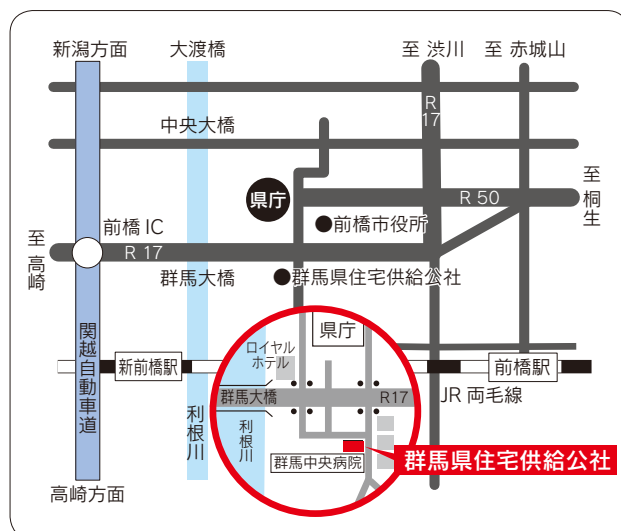 新潟方面
大渡橋
至 渋川
至 赤城山
R
17
中央大橋
県庁
R 50
至 桐生
前橋市役所
前橋 IC
至 高崎
R 17
群馬大橋
群馬県住宅供給公社
県庁
ロイヤル
ホテル
関越自動車道
新前橋駅
前橋駅
群馬大橋
R17
JR 両毛線
利根川
利根川
群馬中央病院
群馬県住宅供給公社
高崎方面